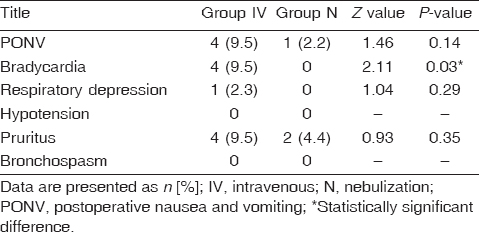 Title Group IV Group N Z value P-value
PONV 4 (9.5) 1 (2.2) 1.46 0.14
Bradycardia 4 (9.5) 0 2.11 0.03*
Respiratory depression 1 (2.3) 0 1.04 0.29
Hypotension 0 0 – –
Pruritus 4 (9.5) 2 (4.4) 0.93 0.35
Bronchospasm 0 0 – –
Data are presented as n [%]; IV, intravenous; N, nebulization;
PONV, postoperative nausea and vomiting; *Statistically significant
difference.